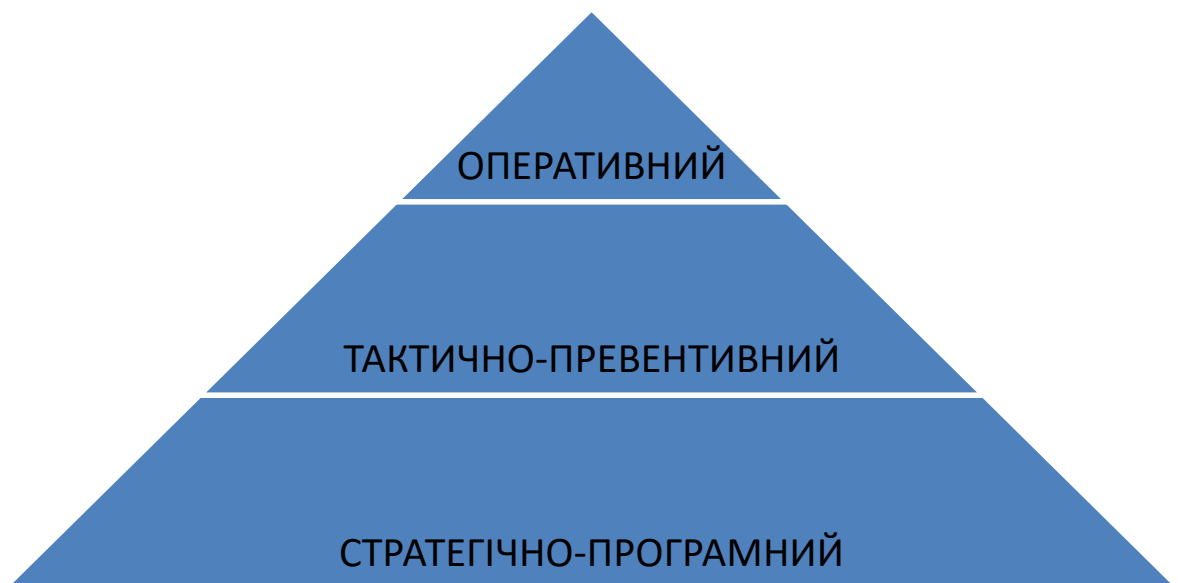 ОПЕРАТИВНИЙ
ТАКТИЧНО-ПРЕВЕНТИВНИЙ
СТРАТЕГІЧНО-ПРОГРАМНИЙ